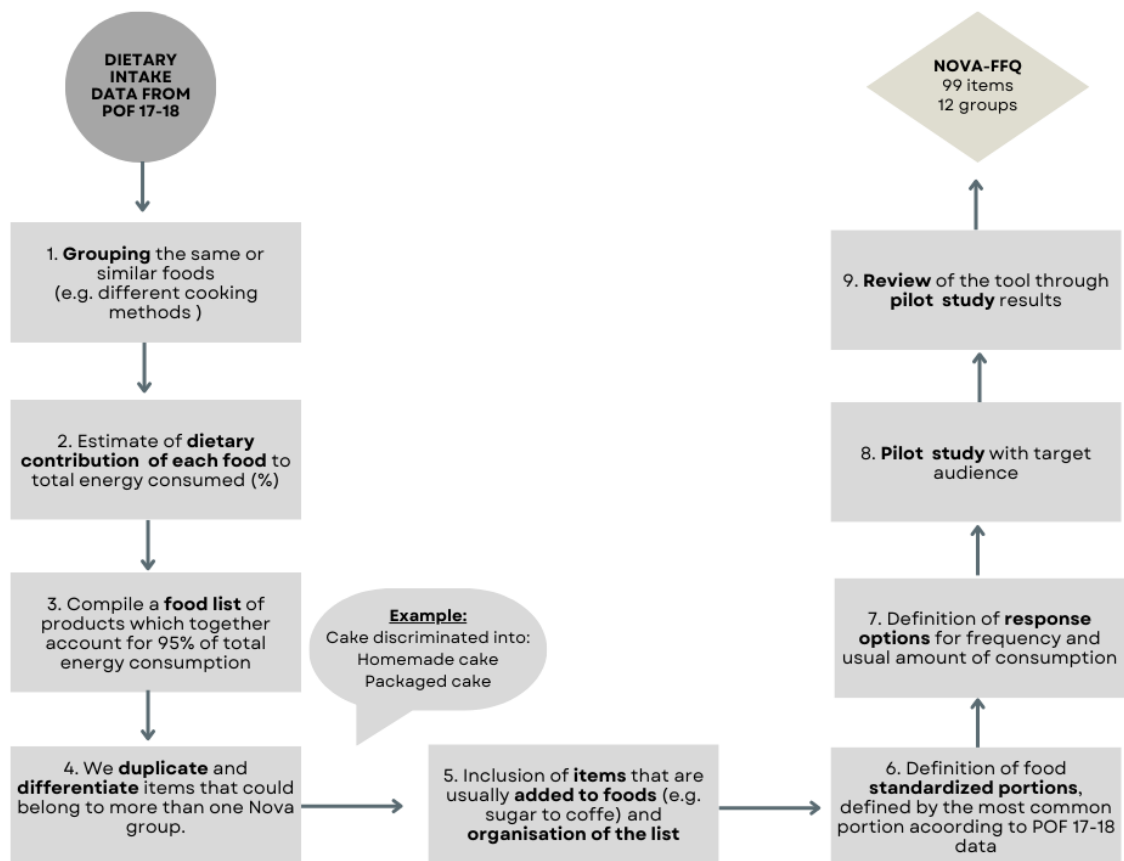 DIETARY
INTAKE
DATA FROM
POF 17-18
1. Grouping the same or
similar foods
(e.g. different cooking
methods )
2. Estimate of dietary
contribution of each food to
total energy consumed (%)
3. Compile a food list of
products which together
account for 95% of total
energy consumption
Example:
Cake discriminated into:
Homemade cake
Packaged cake
4. We duplicate and
differentiate items that could
belong to more than one Nova
group.
5. Inclusion of items that are
usually added to foods (e.g.
sugar to coffe) and
organisation of the list
6. Definition of food
standardized portions,
defined by the most common
portion acoording to POF 17-18
data
7. Definition of response
options for frequency and
usual amount of consumption
8. Pilot study with target
audience
9. Review of the tool through
pilot study results
NOVA-FFQ
99 items
12 groups